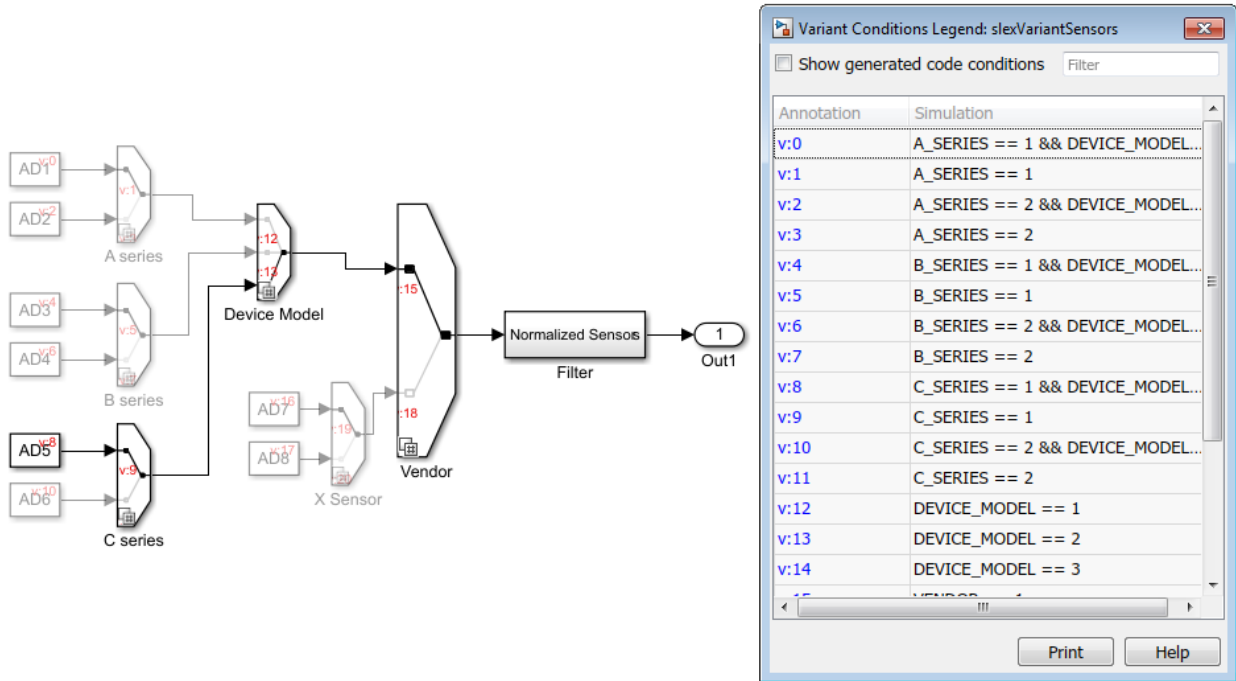 Variant Conditions Legend: slexVariantSensors
Show generated code conditions
Filter
Annotation Simulation
v:0 A_SERIES == 1 && DEVICE_MODEL...
v:1 A_SERIES == 1
v:2 A_SERIES == 2 && DEVICE_MODEL...
v:3 A_SERIES == 2
v:4 B_SERIES == 1 && DEVICE_MODEL...
v:5 B_SERIES == 1
v:6 B_SERIES == 2 && DEVICE_MODEL...
v:7 B_SERIES == 2
v:8 C_SERIES == 1 && DEVICE_MODEL...
v:9 C_SERIES == 1
v:10 C_SERIES == 2 && DEVICE_MODEL...
v:11 C_SERIES == 2
v:12 DEVICE_MODEL == 1
v:13 DEVICE_MODEL == 2
v:14 DEVICE_MODEL == 3
Print Help
AD1
v:0
v:1
AD2
v:2
A series
AD3
v:4
v:5
AD4
v:6
B series
AD5
v:8
v:9
AD6
v:10
C series
:12
:13
Device Model
AD7
v:16
:19
AD8
v:17
X Sensor
:15
:18
Vendor
Normalized Sensors
Filter
1
Out1